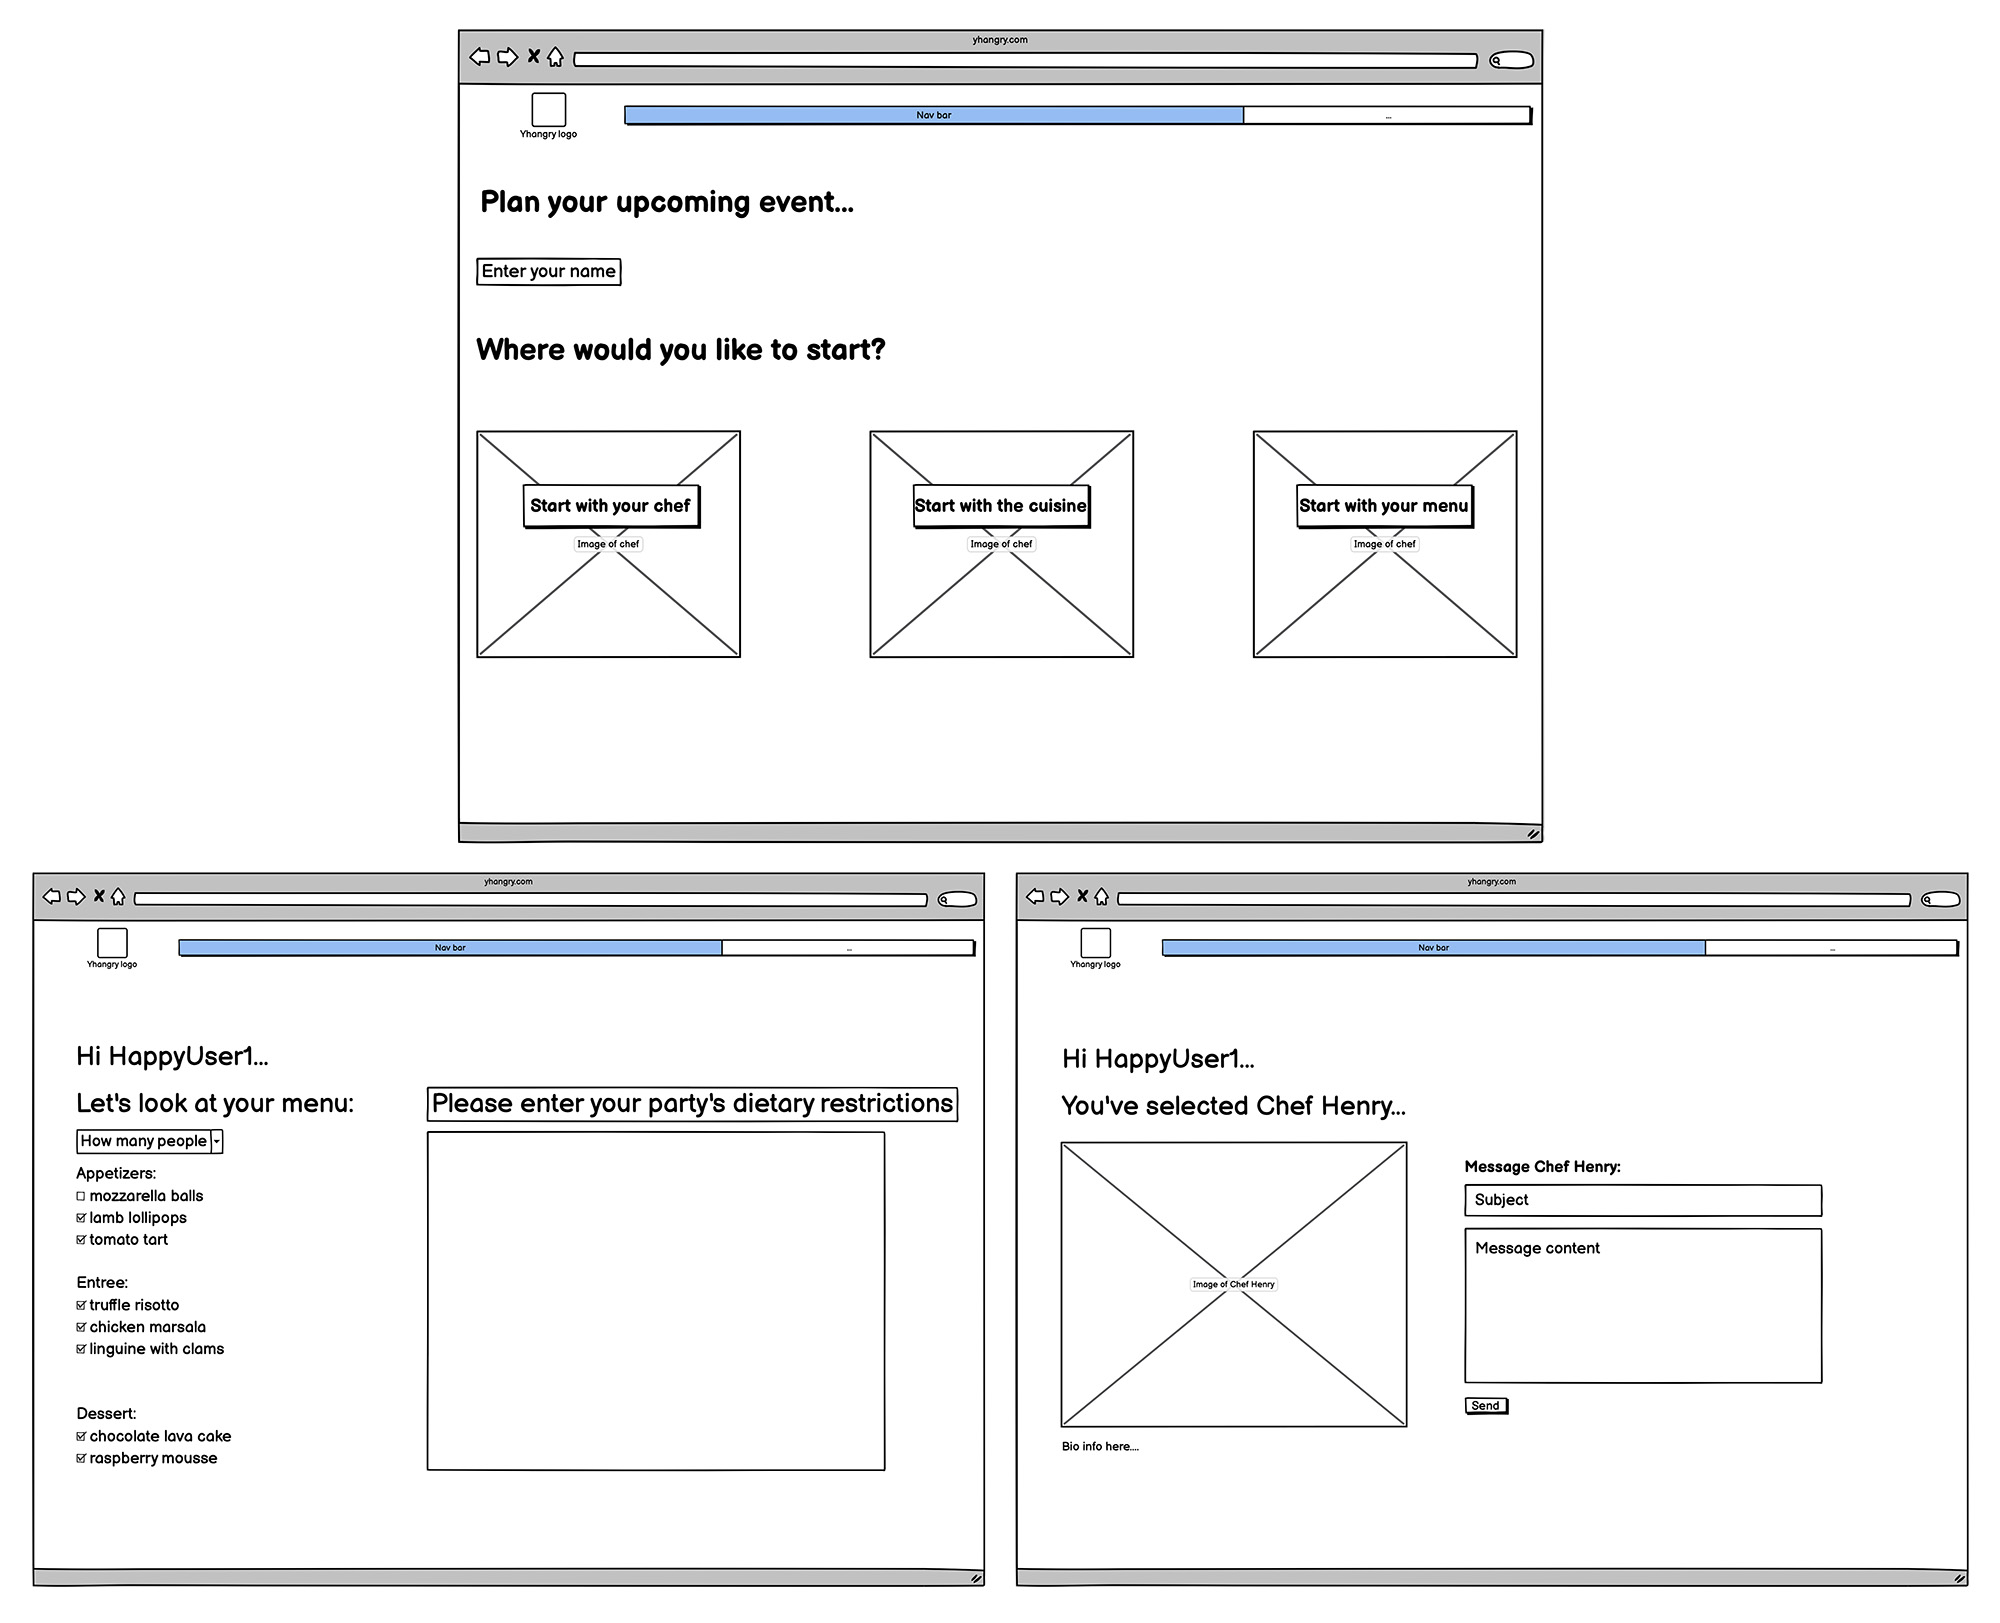 yhangry.com
Yhangry logo
Nav bar
...
Plan your upcoming event...
Enter your name
Where would you like to start?
Start with your chef
Image of chef
Start with the cuisine
Image of chef
Start with your menu
Image of chef
yhangry.com
Yhangry logo
Nav bar
...
Hi HappyUser1...
Let's look at your menu:
How many people
Appetizers:
mozzarella balls
lamb lollipops
tomato tart
Entree:
truffle risotto
chicken marsala
linguine with clams
Dessert:
chocolate lava cake
raspberry mousse
Please enter your party's dietary restrictions
yhangry.com
Yhangry logo
Nav bar
...
Hi HappyUser1...
You've selected Chef Henry...
Image of Chef Henry
Bio info here....
Message Chef Henry:
Subject
Message content
Send